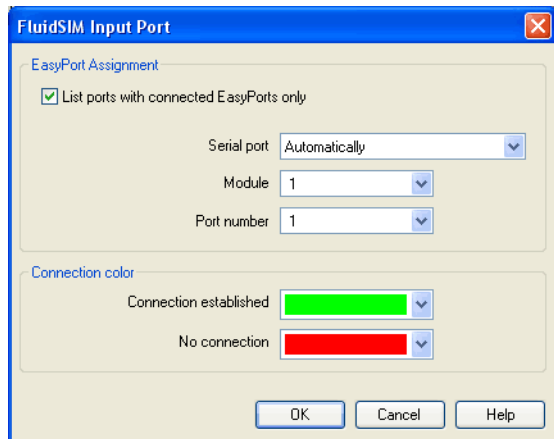 FluidSIM Input Port
EasyPort Assignment
List ports with connected EasyPorts only
Serial port Automatically
Module 1
Port number 1
Connection color
Connection established
No connection
OK Cancel Help